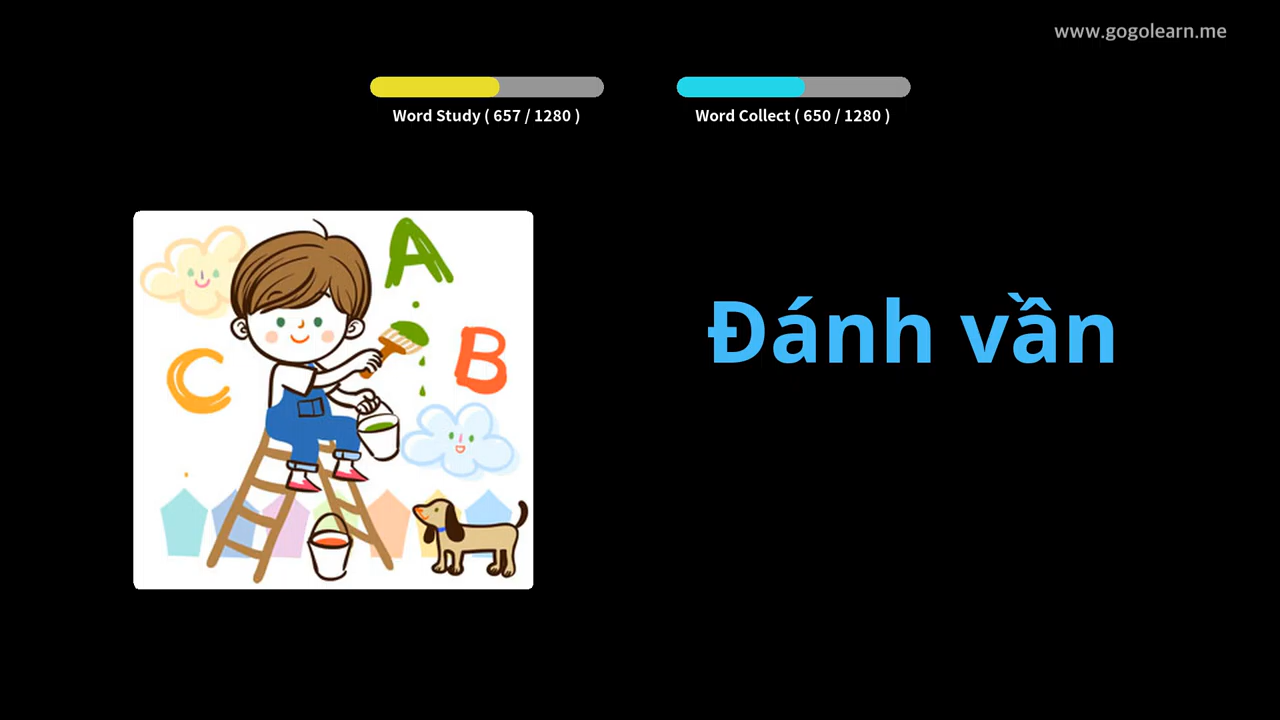 www.gogolearn.me
Word Study ( 657 / 1280 )
Word Collect ( 650 / 1280 )
A
B
C
Đánh vần